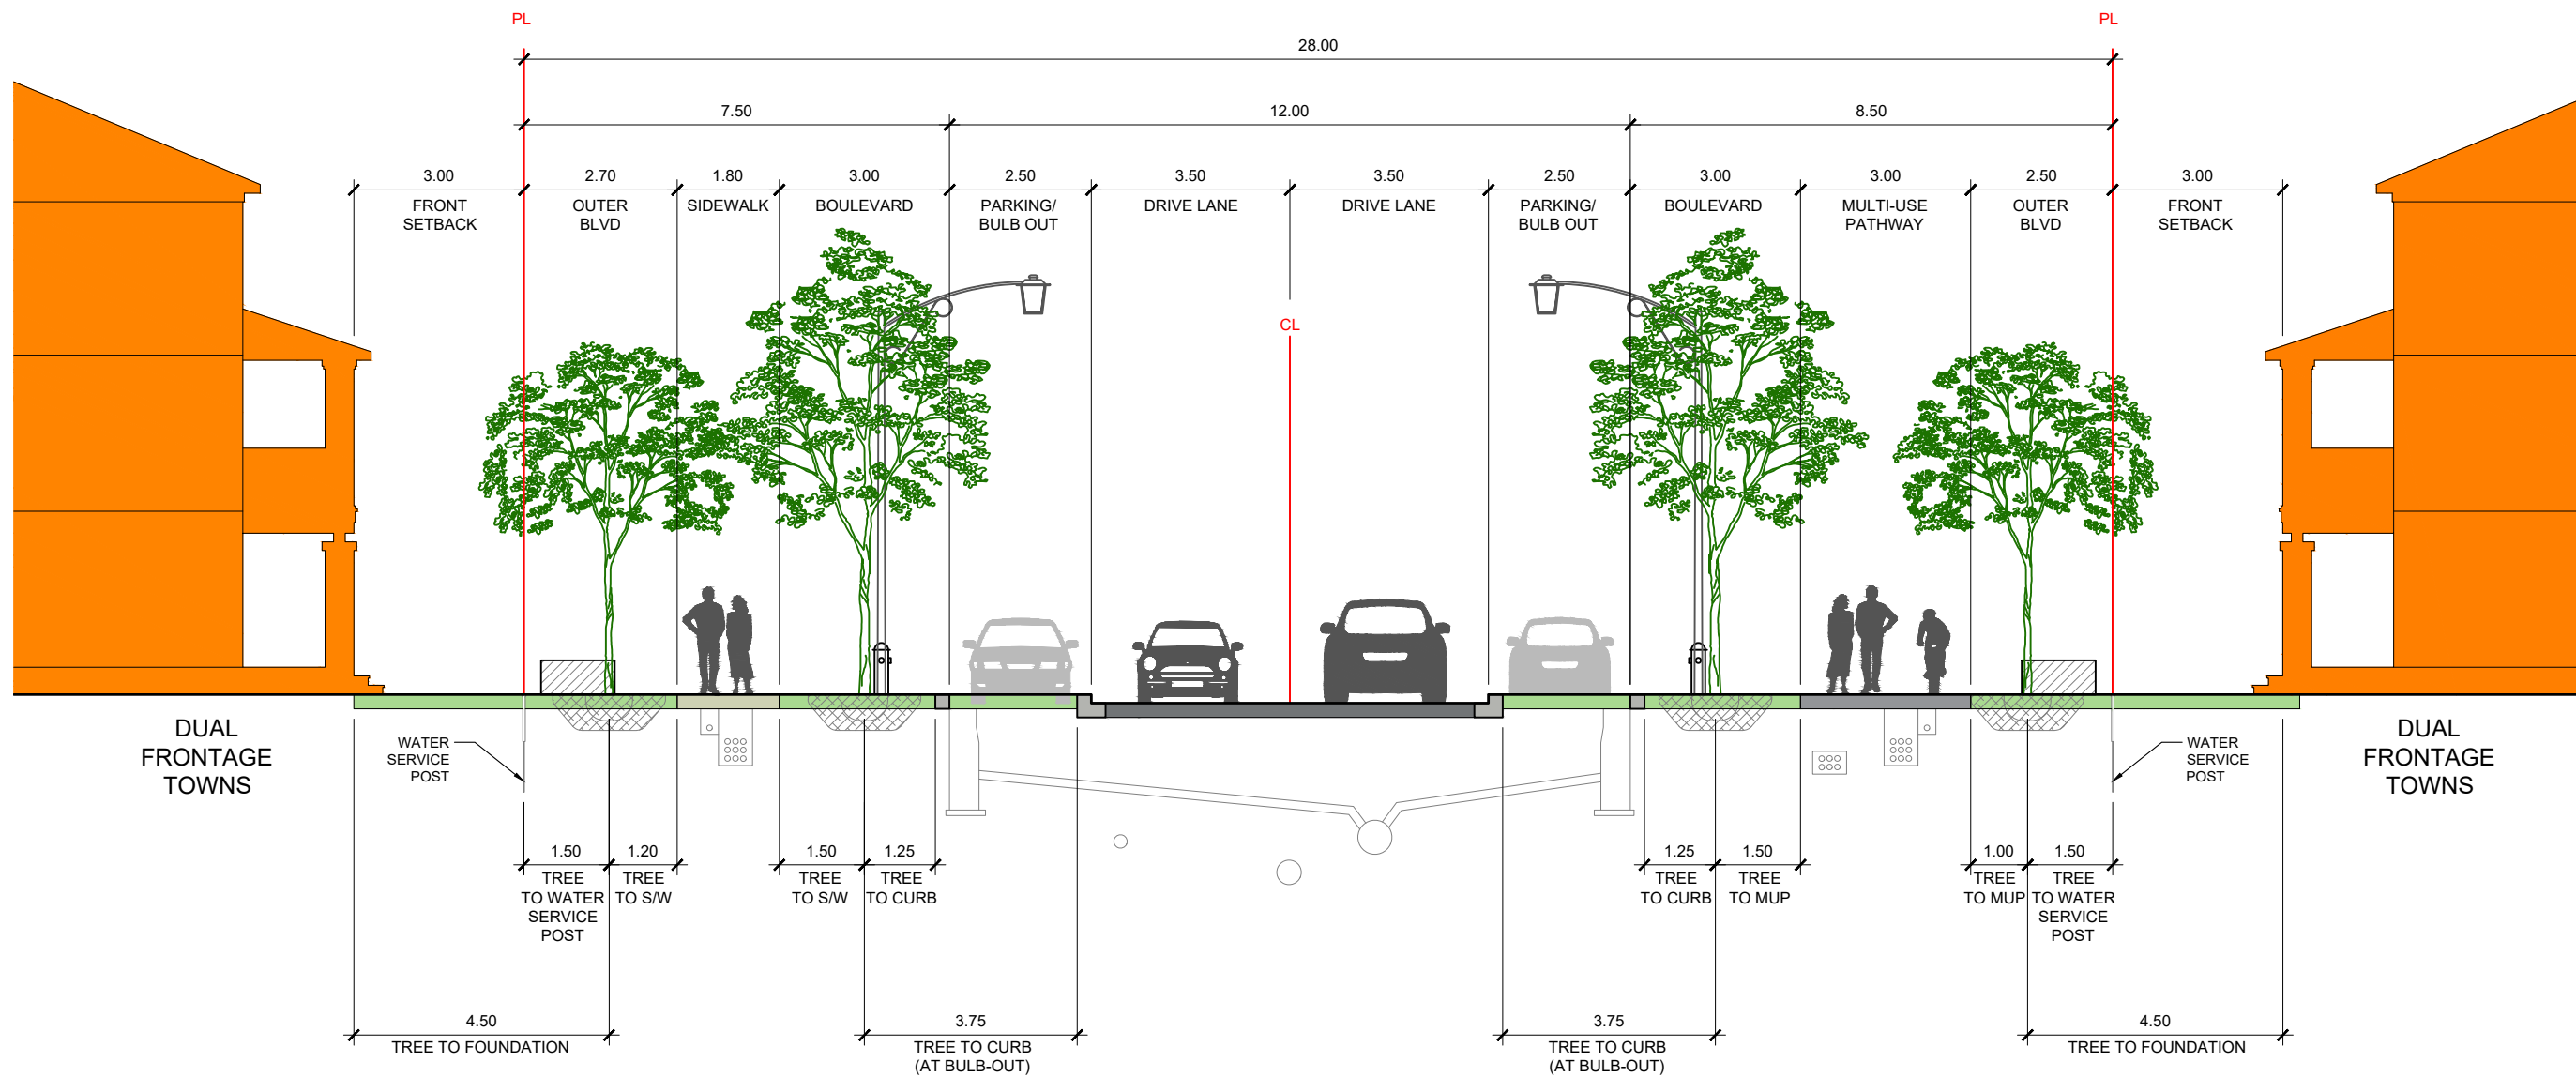 PL
PL
28.00
7.50
12.00
8.50
3.00
2.70
1.80
3.00
2.50
3.50
3.50
2.50
3.00
3.00
2.50
3.00
FRONT
SETBACK
OUTER
BLVD
SIDEWALK
BOULEVARD
PARKING/
BULB OUT
DRIVE LANE
DRIVE LANE
PARKING/
BULB OUT
BOULEVARD
MULTI-USE
PATHWAY
OUTER
BLVD
FRONT
SETBACK
CL
DUAL
FRONTAGE
TOWNS
WATER
SERVICE
POST
WATER
SERVICE
POST
DUAL
FRONTAGE
TOWNS
1.50
1.20
1.50
1.25
1.25
1.50
1.00
1.50
TREE
TO WATER
SERVICE
POST
TREE
TO S/W
TREE
TO S/W
TREE
TO CURB
TREE
TO CURB
TREE
TO MUP
TREE
TO MUP
TREE
TO WATER
SERVICE
POST
4.50
TREE TO FOUNDATION
3.75
TREE TO CURB
(AT BULB-OUT)
3.75
TREE TO CURB
(AT BULB-OUT)
4.50
TREE TO FOUNDATION